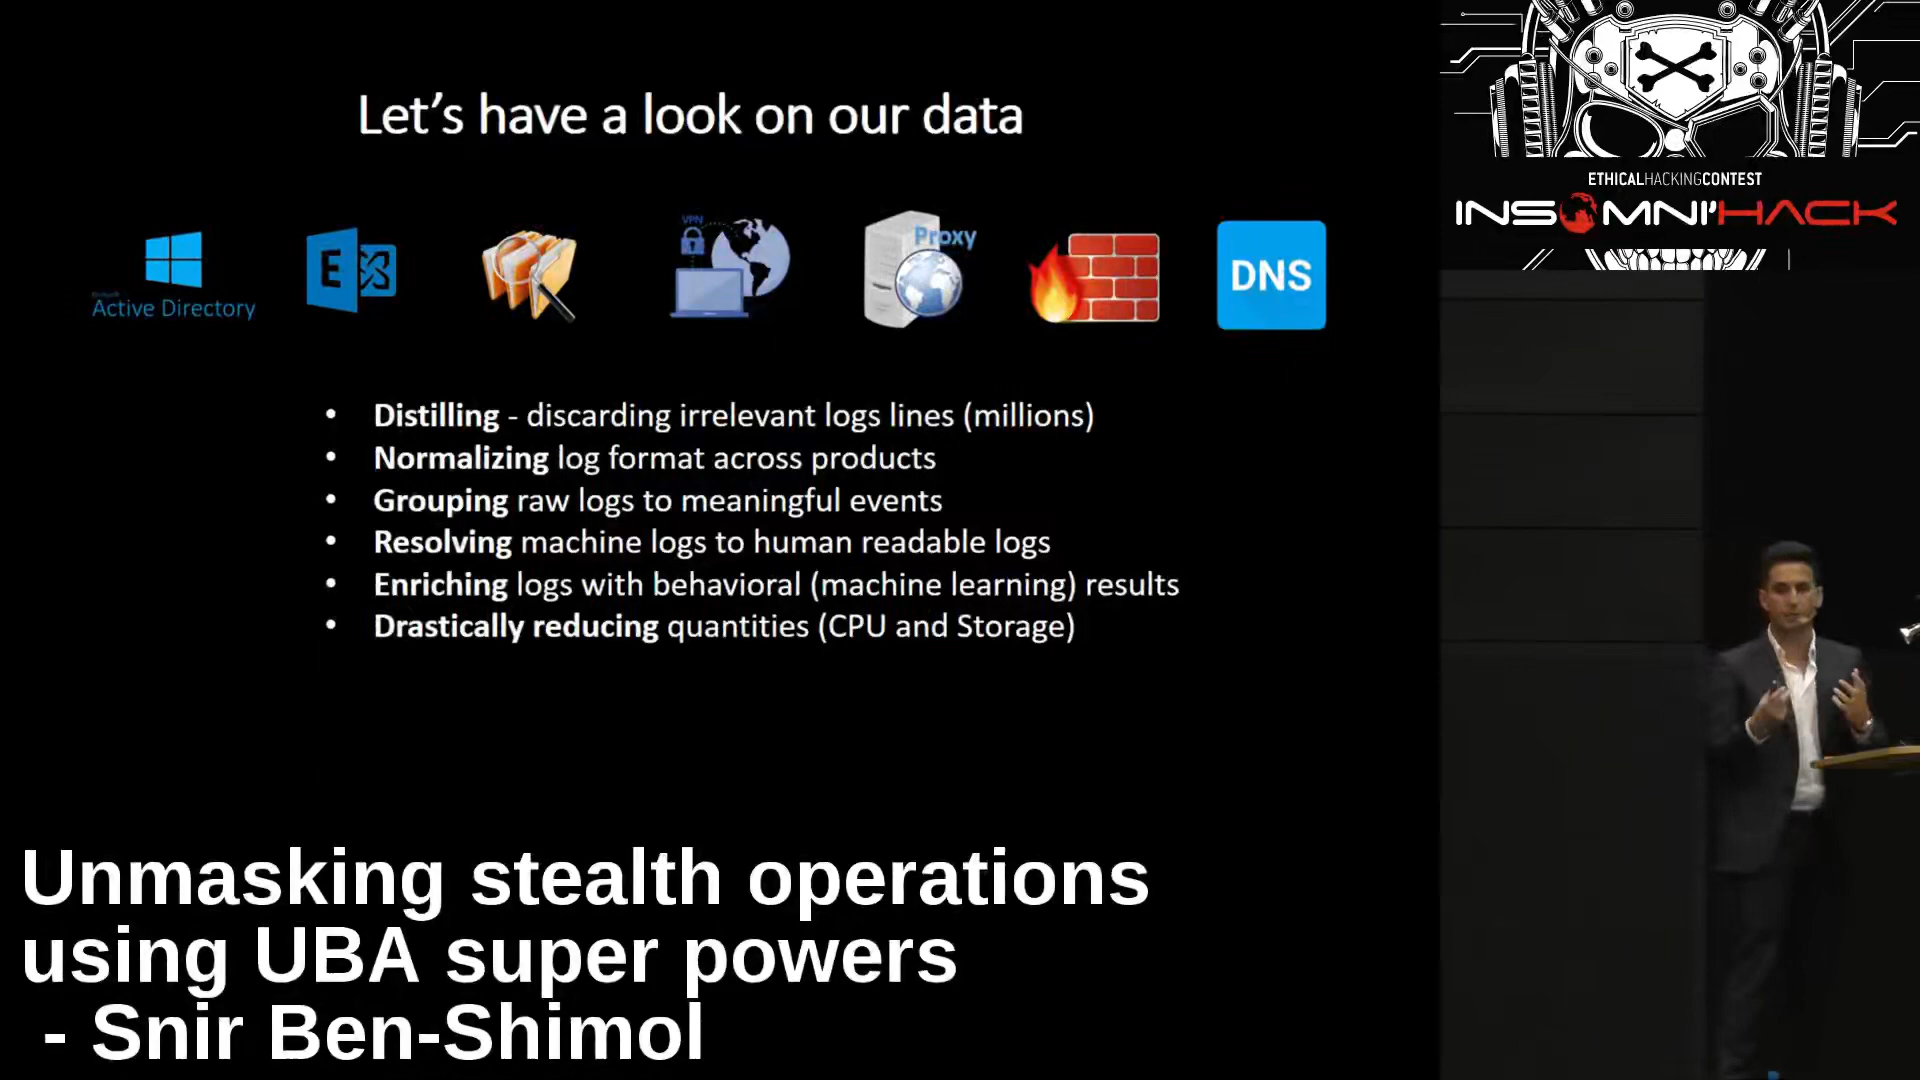 Let's have a look on our data
Active Directory
E
VPN
Proxy
DNS
• Distilling - discarding irrelevant logs lines (millions)
• Normalizing log format across products
• Grouping raw logs to meaningful events
• Resolving machine logs to human readable logs
• Enriching logs with behavioral (machine learning) results
• Drastically reducing quantities (CPU and Storage)
ETHICALHACKINGCONTEST
INSOMNI'HACK
Unmasking stealth operations
using UBA super powers
- Snir Ben-Shimol